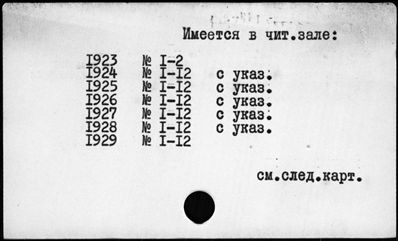 Имеется в чит.зале:
I923 № I-2
I924 № I-I2 с указ.
I925 № I-I2 с указ.
I926 № I-I2 с указ.
I927 № I-I2 с указ.
I928 № I-I2 с указ.
I929 № I-I2
см.след.карт.